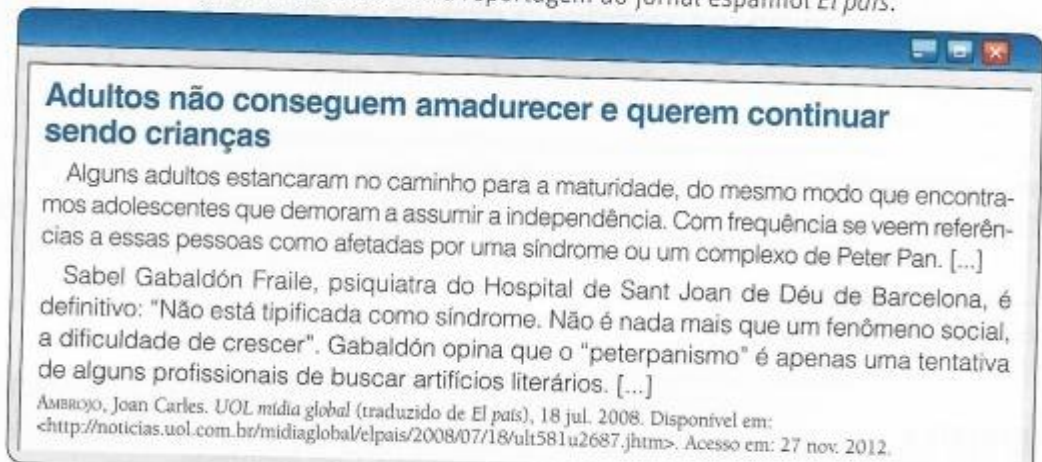 reportagem do jornal espanhol El país.
Adultos não conseguem amadurecer e querem continuar
sendo crianças
Alguns adultos estancaram no caminho para a maturidade, do mesmo modo que encontra-
mos adolescentes que demoram a assumir a independência. Com frequência se veem referên-
cias a essas pessoas como afetadas por uma síndrome ou um complexo de Peter Pan. [...]
Sabel Gabaldón Fraile, psiquiatra do Hospital de Sant Joan de Déu de Barcelona, é
definitivo: "Não está tipificada como síndrome. Não é nada mais que um fenômeno social,
a dificuldade de crescer". Gabaldón opina que o "peterpanismo" é apenas uma tentativa
de alguns profissionais de buscar artifícios literários. [...]
AMBROJO, Joan Carles. UOL mídia global (traduzido de El país), 18 jul. 2008. Disponível em:
<http://noticias.uol.com.br/midiaglobal/elpais/2008/07/18/ult581u2687.jhtm>. Acesso em: 27 nov. 2012.